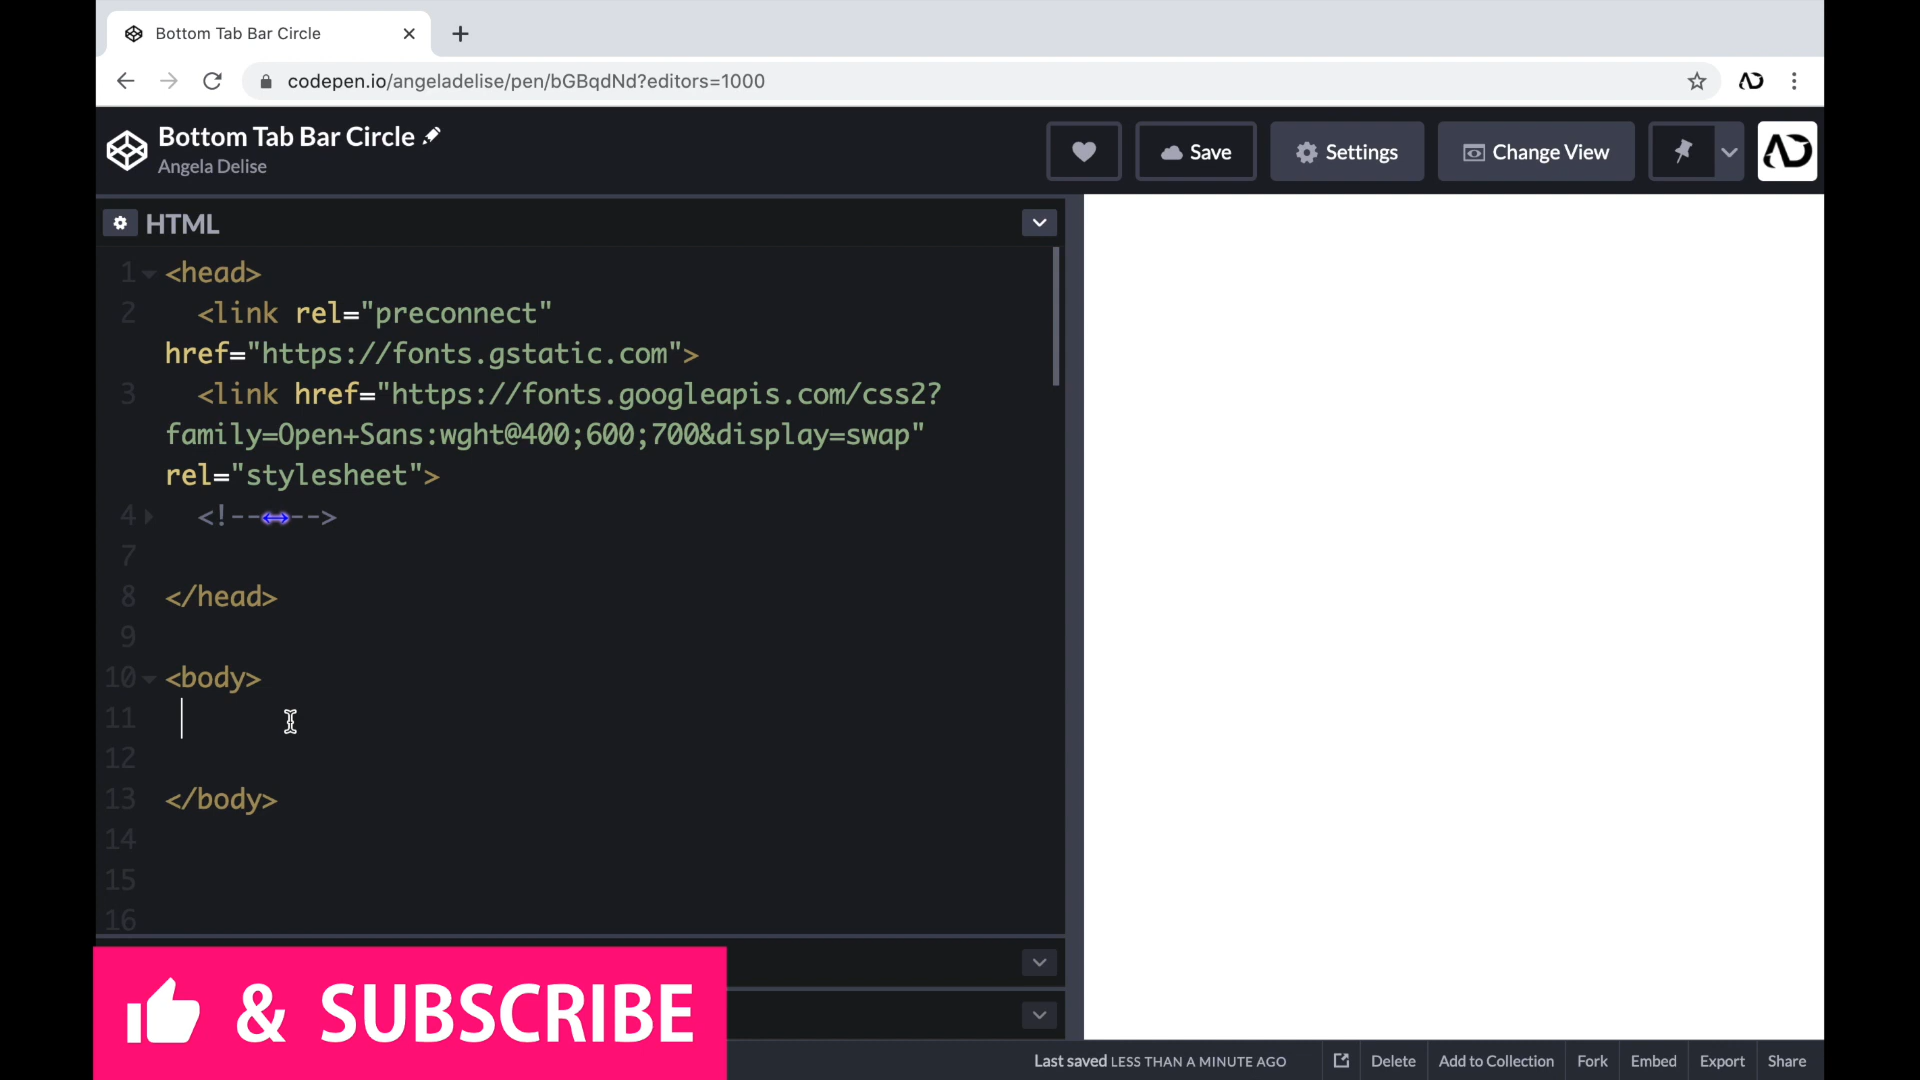 Bottom Tab Bar Circle
codepen.io/angeladelise/pen/bGBqdNd?editors=1000
Bottom Tab Bar Circle
Angela Delise
Save
Settings
Change View
HTML
1 <head>
2 <link rel="preconnect"
href="https://fonts.gstatic.com">
3 <link href="https://fonts.googleapis.com/css2?
family=Open+Sans:wght@400;600;700&display=swap"
rel="stylesheet">
4 <!--↔-->
7
8 </head>
9
10 <body>
11
12
13 </body>
14
15
16
& SUBSCRIBE
Last saved LESS THAN A MINUTE AGO
Delete
Add to Collection
Fork
Embed
Export
Share